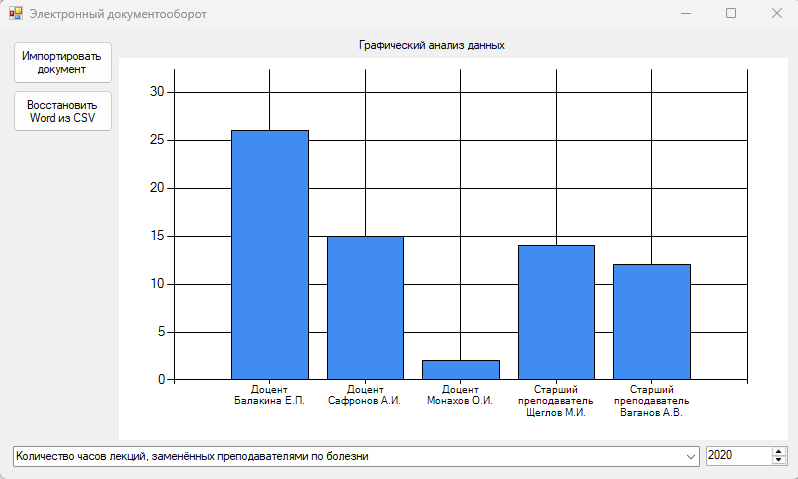 Электронный документооборот
Импортировать
документ
Восстановить
Word из CSV
Графический анализ данных
30
25
20
15
10
5
0
Доцент
Балакина Е.П.
Доцент
Сафронов А.И.
Доцент
Монахов О.И.
Старший
преподаватель
Щеглов М.И.
Старший
преподаватель
Ваганов А.В.
Количество часов лекций, заменённых преподавателями по болезни
2020